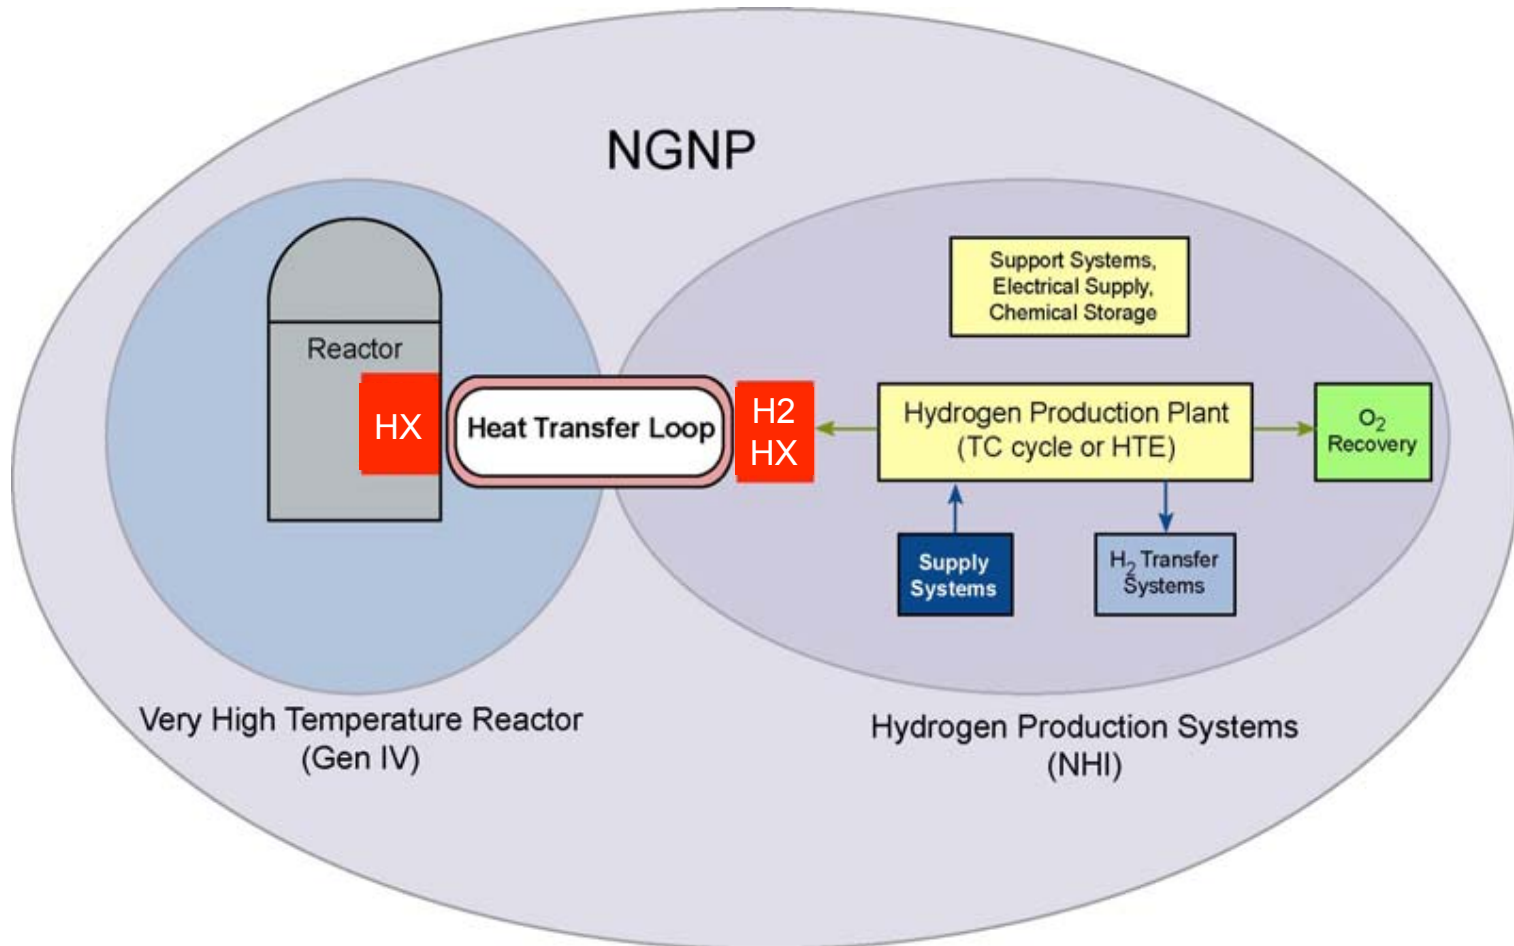 NGNP
Reactor
HX
Heat Transfer Loop
H2
HX
Support Systems,
Electrical Supply,
Chemical Storage
Hydrogen Production Plant
(TC cycle or HTE)
O2
Recovery
Supply
Systems
H2 Transfer
Systems
Very High Temperature Reactor
(Gen IV)
Hydrogen Production Systems
(NHI)